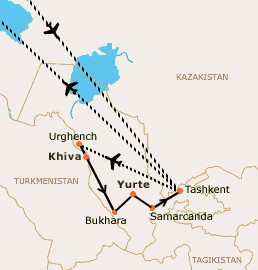 KAZAKISTAN
Urghench
Khiva
TURKMENISTAN
Yurte
Tashkent
Bukhara
Samarcanda
TAGIKISTAN